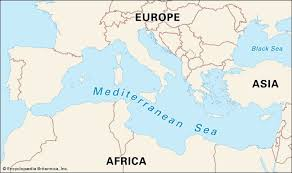 EUROPE
Black Sea
ASIA
Mediterranean Sea
AFRICA
© Encyclopædia Britannica, Inc.